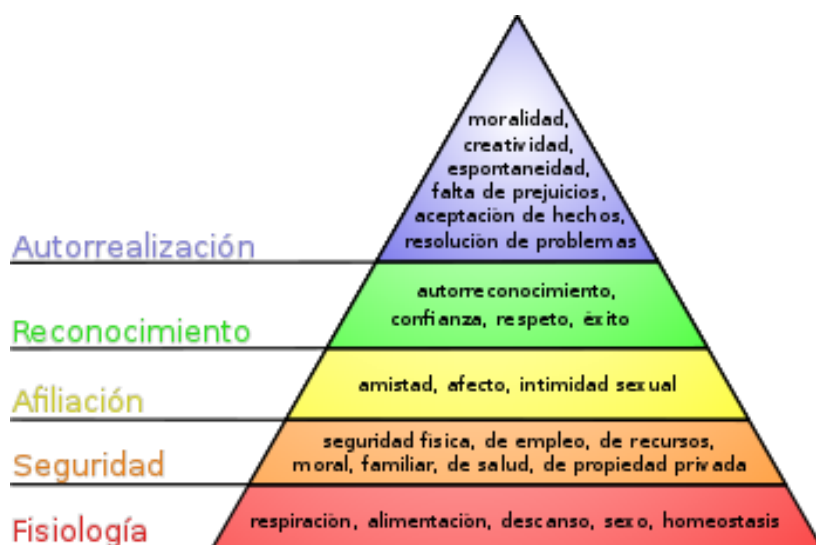 moralidad,
creatividad,
espontaneidad,
falta de prejuicios,
aceptación de hechos,
resolución de problemas
Autorrealización
autorreconocimiento,
confianza, respeto, éxito
Reconocimiento
amistad, afecto, intimidad sexual
Afiliación
seguridad física, de empleo, de recursos,
moral, familiar, de salud, de propiedad privada
Seguridad
respiración, alimentación, descanso, sexo, homeostasis
Fisiología